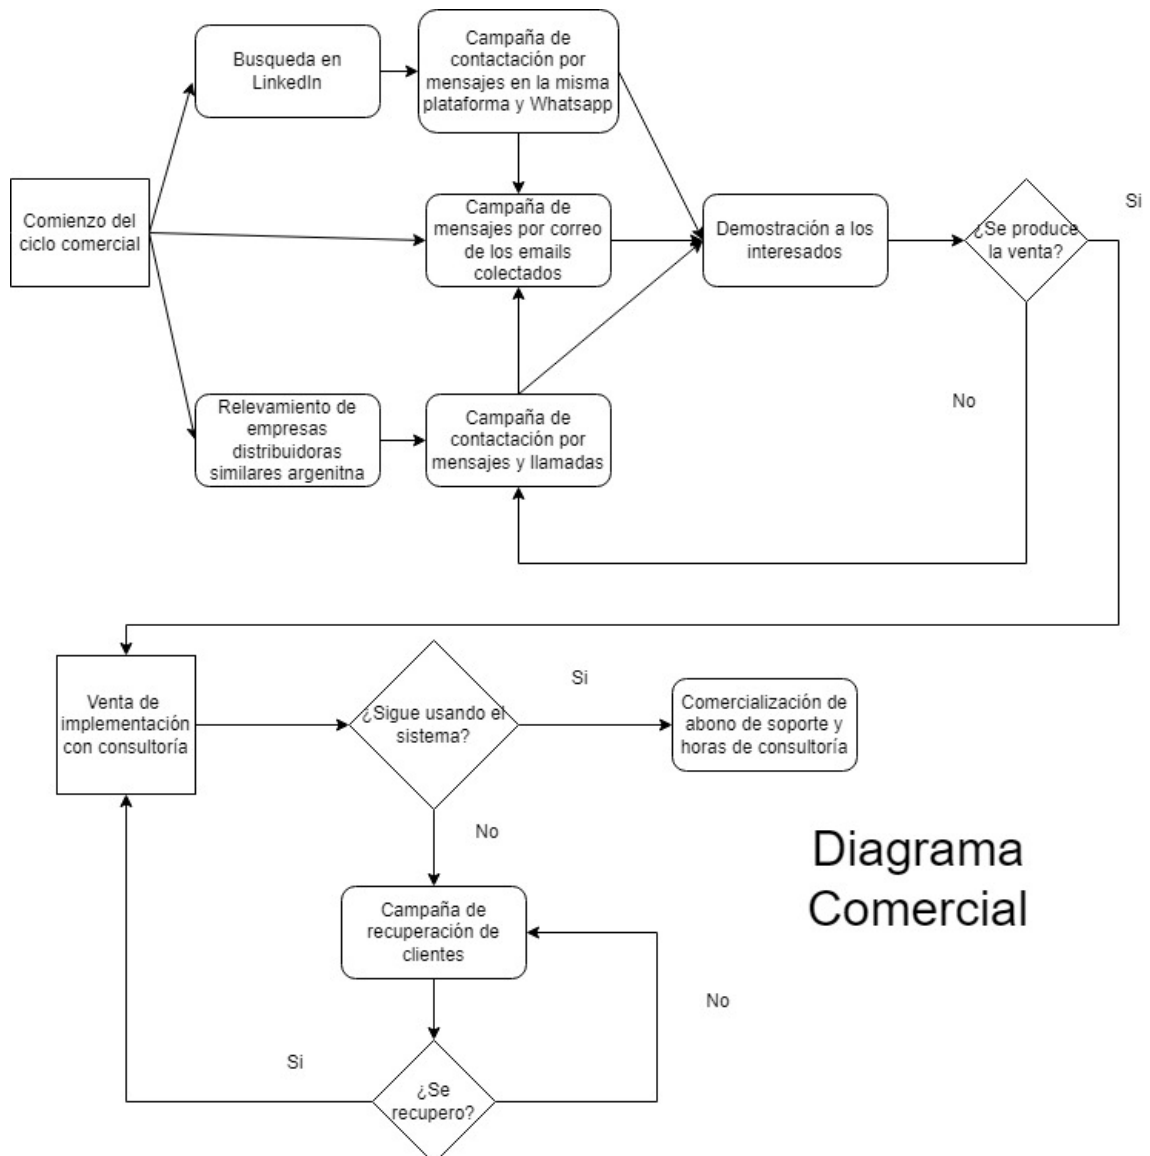 Busqueda en
LinkedIn
Campaña de
contactación por
mensajes en la misma
plataforma y Whatsapp
Comienzo del
ciclo comercial
Campaña de
mensajes por correo
de los emails
colectados
Demostración a los
interesados
¿Se produce
la venta?
Si
No
Relevamiento de
empresas
distribuidoras
similares argenitna
Campaña de
contactación por
mensajes y llamadas
Venta de
implementación
con consultoría
¿Sigue usando el
sistema?
Si
Comercialización de
abono de soporte y
horas de consultoría
No
Diagrama
Comercial
Campaña de
recuperación de
clientes
No
Si
¿Se
recupero?